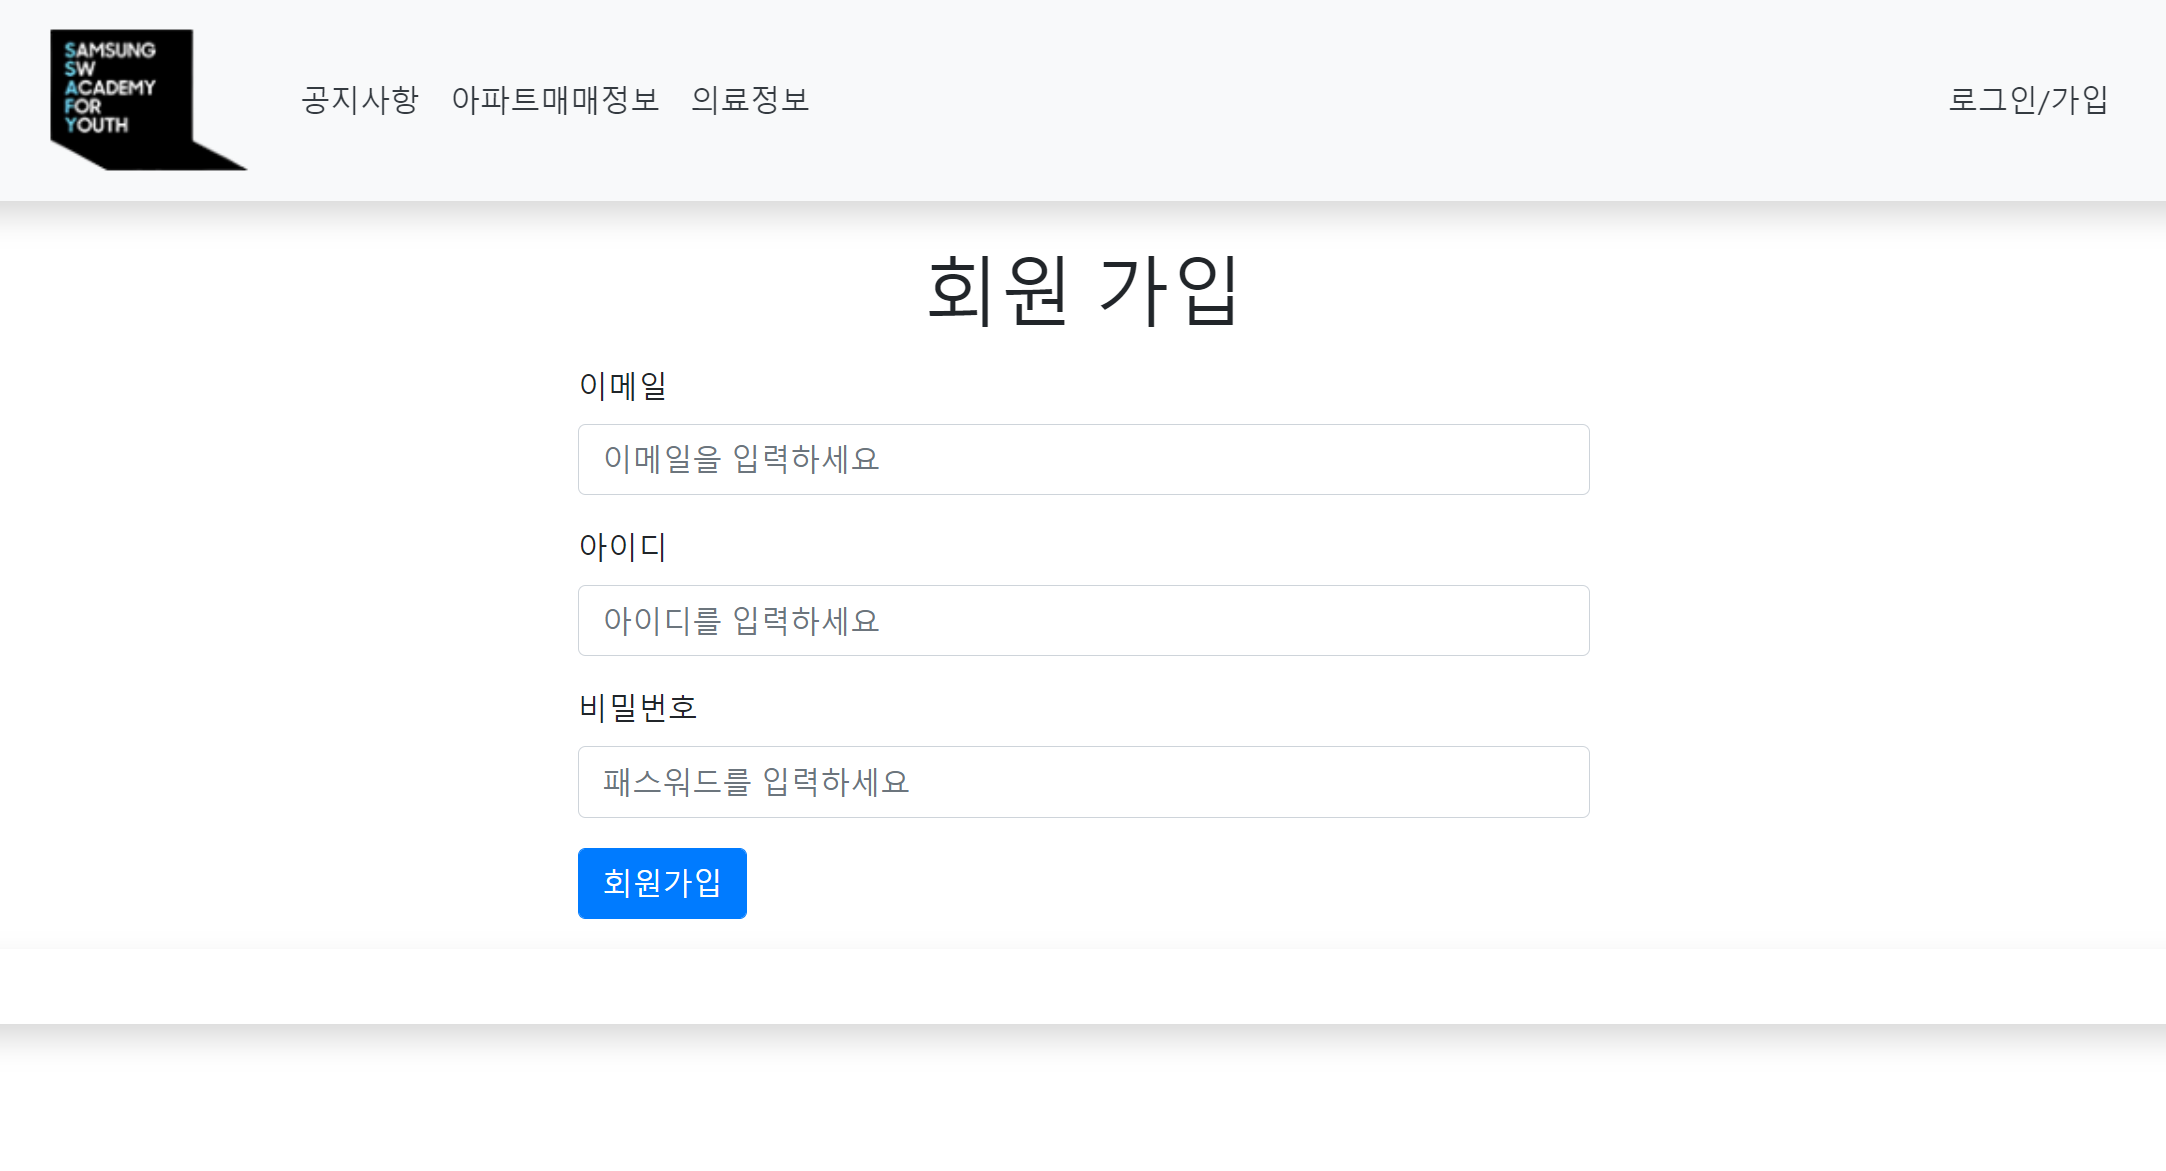 SAMSUNG
SW
ACADEMY
FOR
YOUTH
공지사항 아파트매매정보 의료정보 로그인/가입
회원 가입
이메일
이메일을 입력하세요
아이디
아이디를 입력하세요
비밀번호
패스워드를 입력하세요
회원가입